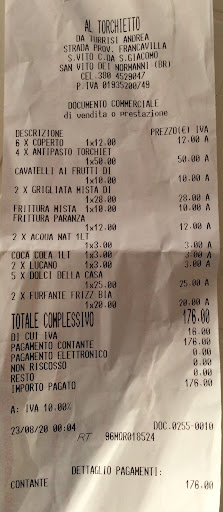 AL TORCHIETTO
DA TURRISI ANDREA
STRADA PROV. FRANCAVILLA
S.VITO C.DA S.GIACOMO
SAN VITO DEI NORMANNI (BR)
CEL.380 4529047
P.IVA 01935200749
DOCUMENTO COMMERCIALE
di vendita o prestazione
DESCRIZIONE PREZZO(€) IVA
6 X COPERTO 1x12.00 12.00 A
4 X ANTIPASTO TORCHIET
1x50.00 50.00 A
CAVATELLI AI FRUTTI DI
1x10.00 10.00 A
2 X GRIGLIATA MISTA DI
1x28.00 28.00 A
FRITTURA MISTA 1x10.00 10.00 A
FRITTURA PARANZA
1x12.00 12.00 A
2 X ACQUA NAT 1LT
1x3.00 3.00 A
COCA COLA 1LT 1x3.00 3.00 A
2 X LUCANO 1x3.00 3.00 A
5 X DOLCI DELLA CASA
1x25.00 25.00 A
2 X FURFANTE FRIZZ BIA
1x20.00 20.00 A
TOTALE COMPLESSIVO 176.00
DI CUI IVA 16.00
PAGAMENTO CONTANTE 176.00
PAGAMENTO ELETTRONICO 0.00
NON RISCOSSO 0.00
RESTO 0.00
IMPORTO PAGATO 176.00
A: IVA 10.00%
23/08/20 00:04 DOC.0255-0010
RT 96MOR018524
DETTAGLIO PAGAMENTI:
CONTANTE 176.00